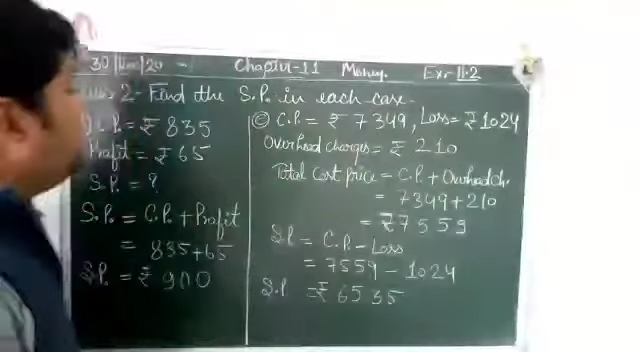 30/Nov/20
Chapter-11 Money. Exr-11.2
2- Find the S.P. in each case-
C.P. = ₹ 835
Profit = ₹ 65
S.P. = ?
S.P. = C.P. + Profit
= 835+65
S.P. = ₹ 900
(c) C.P. = ₹ 7349, Loss = ₹ 1024
Overhead charges = ₹ 210
Total Cost price = C.P. + Overhead Ch.
= 7349 + 210
= ₹ 7559
S.P. = C.P. - Loss
= 7559 - 1024
S.P. = ₹ 6535